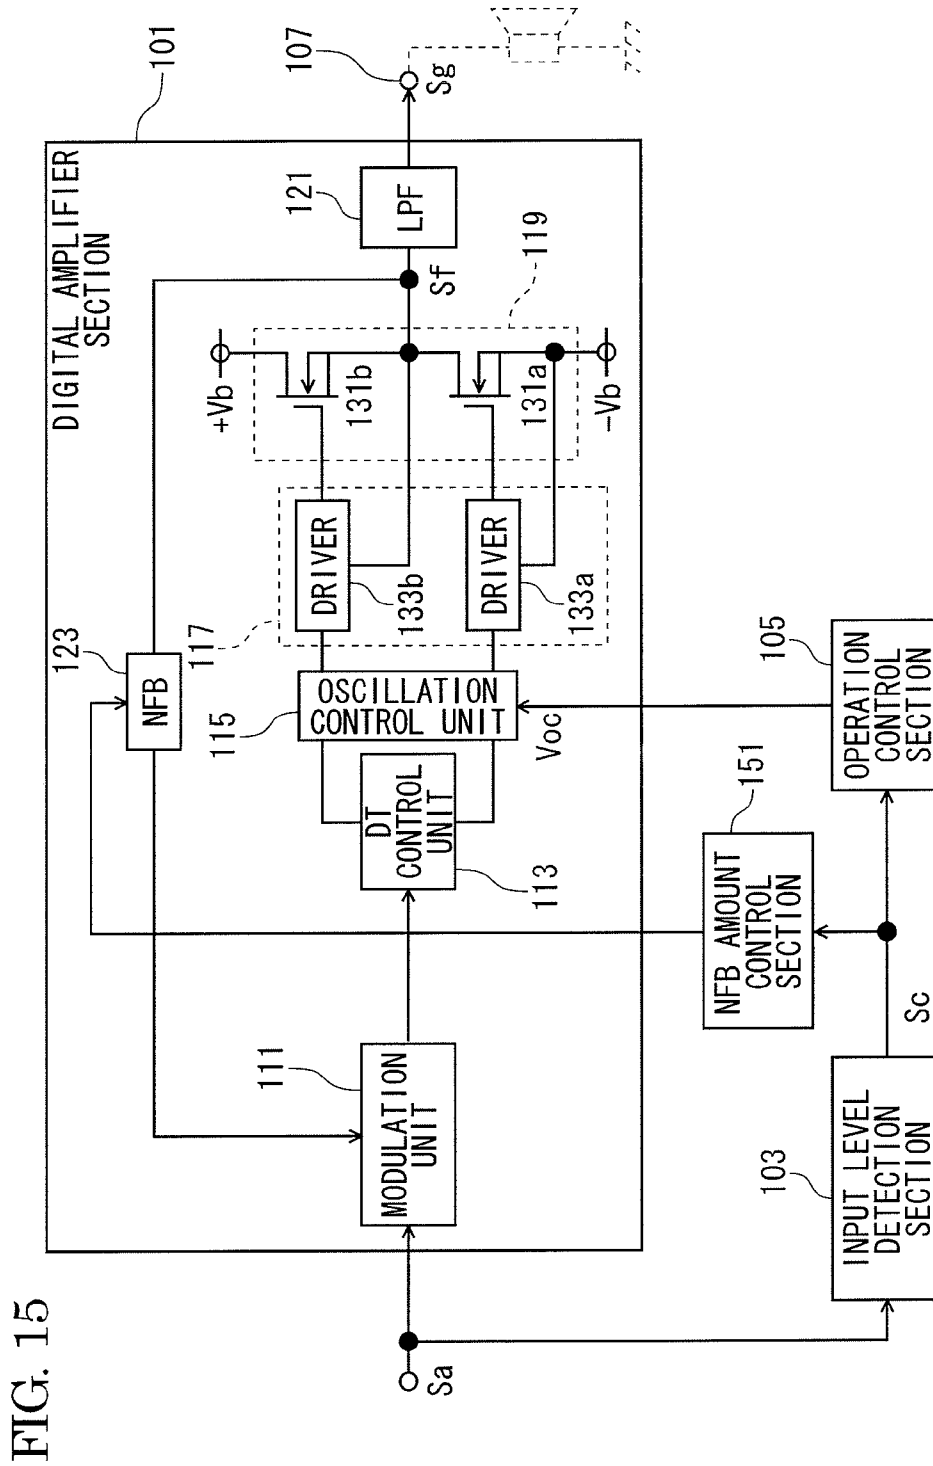 FIG. 15
DIGITAL AMPLIFIER
SECTION
101
107
Sg
123
NFB
+Vb
121
LPF
Sf
119
117
DRIVER
133b
131b
DRIVER
133a
131a
-Vb
115
OSCILLATION
CONTROL UNIT
Voc
DT
CONTROL
UNIT
113
111
MODULATION
UNIT
Sa
151
NFB AMOUNT
CONTROL
SECTION
105
OPERATION
CONTROL
SECTION
Sc
103
INPUT LEVEL
DETECTION
SECTION